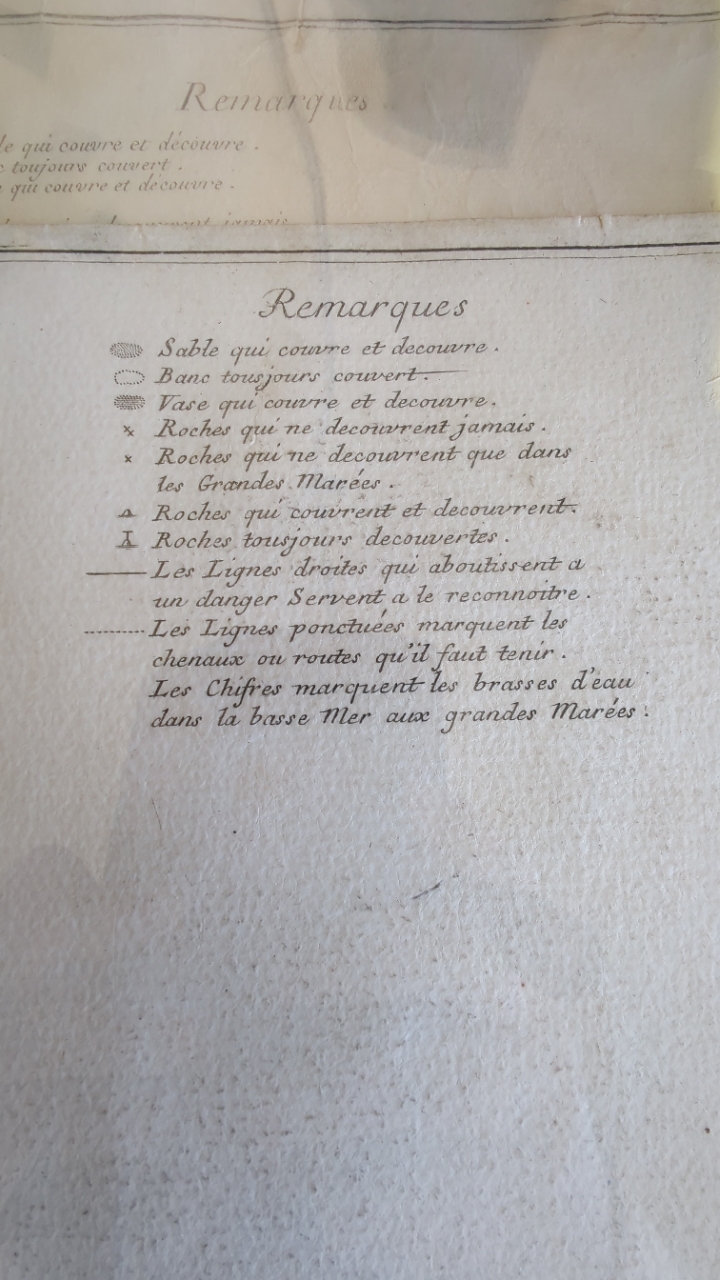 Remarques
qui couvre et découvre .
toujours couvert .
qui couvre et découvre .
jamais
Remarques
Sable qui couvre et decouvre .
Banc tousjours couvert .
Vase qui couvre et decouvre .
Roches qui ne decouvrent jamais .
Roches qui ne decouvrent que dans
les Grandes Marées .
Roches qui couvrent et decouvrent .
Roches tousjours decouvertes .
Les Lignes droites qui aboutissent a
un danger Servent a le reconnoitre .
Les Lignes ponctuées marquent les
chenaux ou routes qu'il faut tenir .
Les Chifres marquent les brasses d'eau
dans la basse Mer aux grandes Marées .